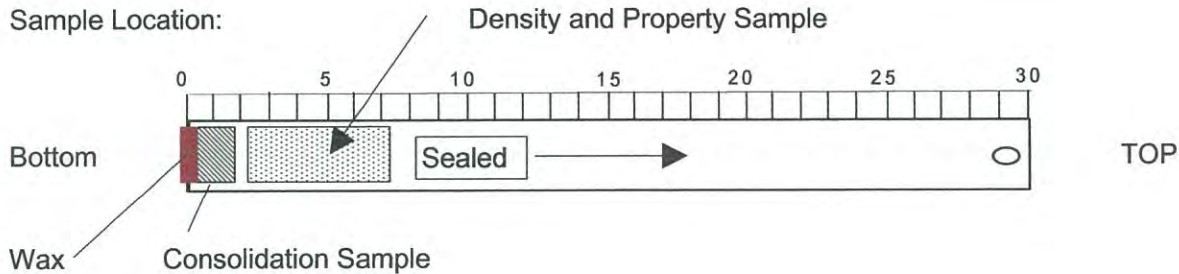 Sample Location: Density and Property Sample
0 5 10 15 20 25 30
Bottom Sealed TOP
Wax Consolidation Sample